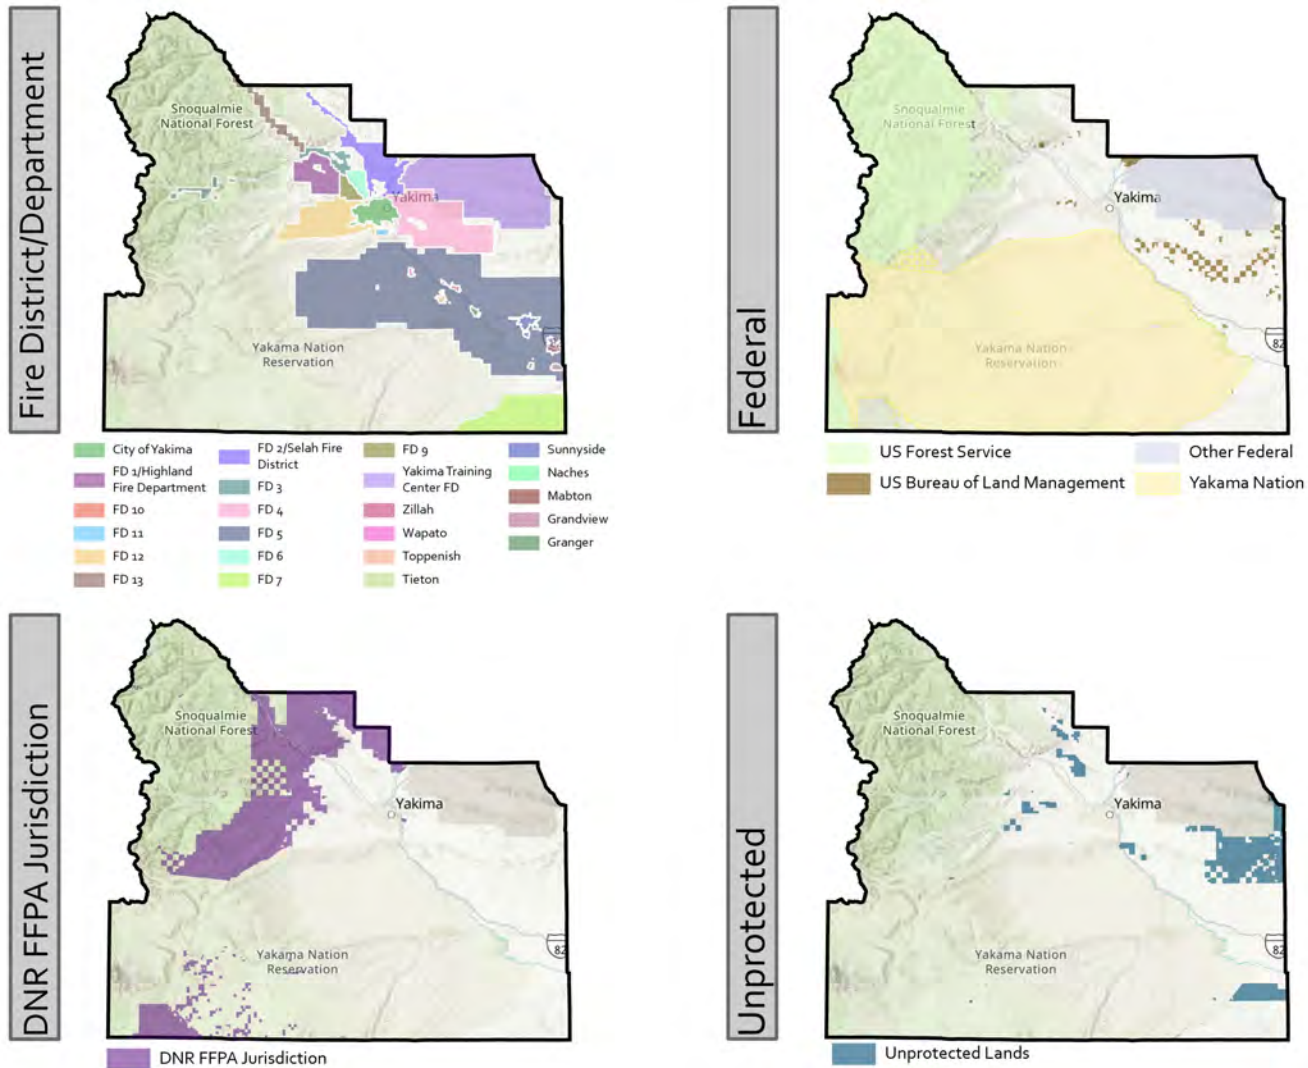 Fire District/Department
Snoqualmie
National Forest
Yakima
Yakama Nation
Reservation
82
City of Yakima
FD 1/Highland
Fire Department
FD 10
FD 11
FD 12
FD 13
FD 2/Selah Fire
District
FD 3
FD 4
FD 5
FD 6
FD 7
FD 9
Yakima Training
Center FD
Zillah
Wapato
Toppenish
Tieton
Sunnyside
Naches
Mabton
Grandview
Granger
Federal
Snoqualmie
National Forest
Yakima
Yakama Nation
Reservation
82
US Forest Service
US Bureau of Land Management
Other Federal
Yakama Nation
DNR FFPA Jurisdiction
Snoqualmie
National Forest
Yakima
Yakama Nation
Reservation
82
DNR FFPA Jurisdiction
Unprotected
Snoqualmie
National Forest
Yakima
Yakama Nation
Reservation
82
Unprotected Lands